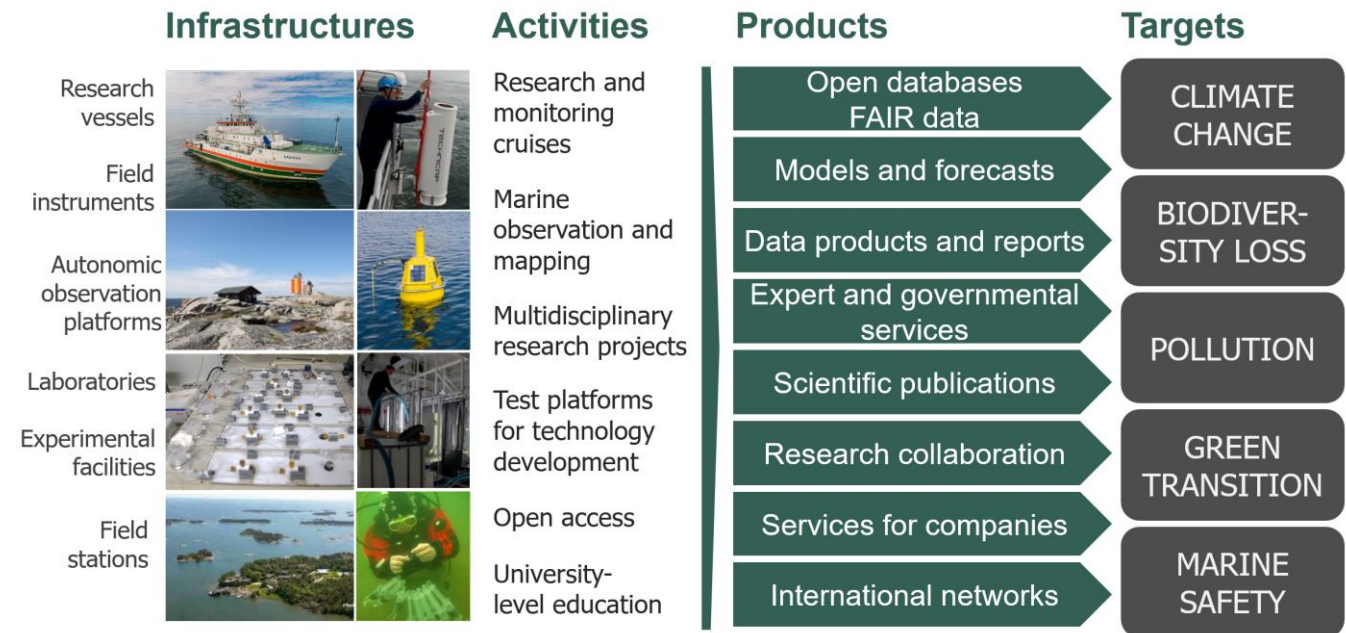 Infrastructures
Research
vessels
Field
instruments
Autonomic
observation
platforms
Laboratories
Experimental
facilities
Field
stations
ARANDA
TECHNICAP
Activities
Research and
monitoring
cruises
Marine
observation and
mapping
Multidisciplinary
research projects
Test platforms
for technology
development
Open access
University-
level education
Products
Open databases
FAIR data
Models and forecasts
Data products and reports
Expert and governmental
services
Scientific publications
Research collaboration
Services for companies
International networks
Targets
CLIMATE
CHANGE
BIODIVER-
SITY LOSS
POLLUTION
GREEN
TRANSITION
MARINE
SAFETY